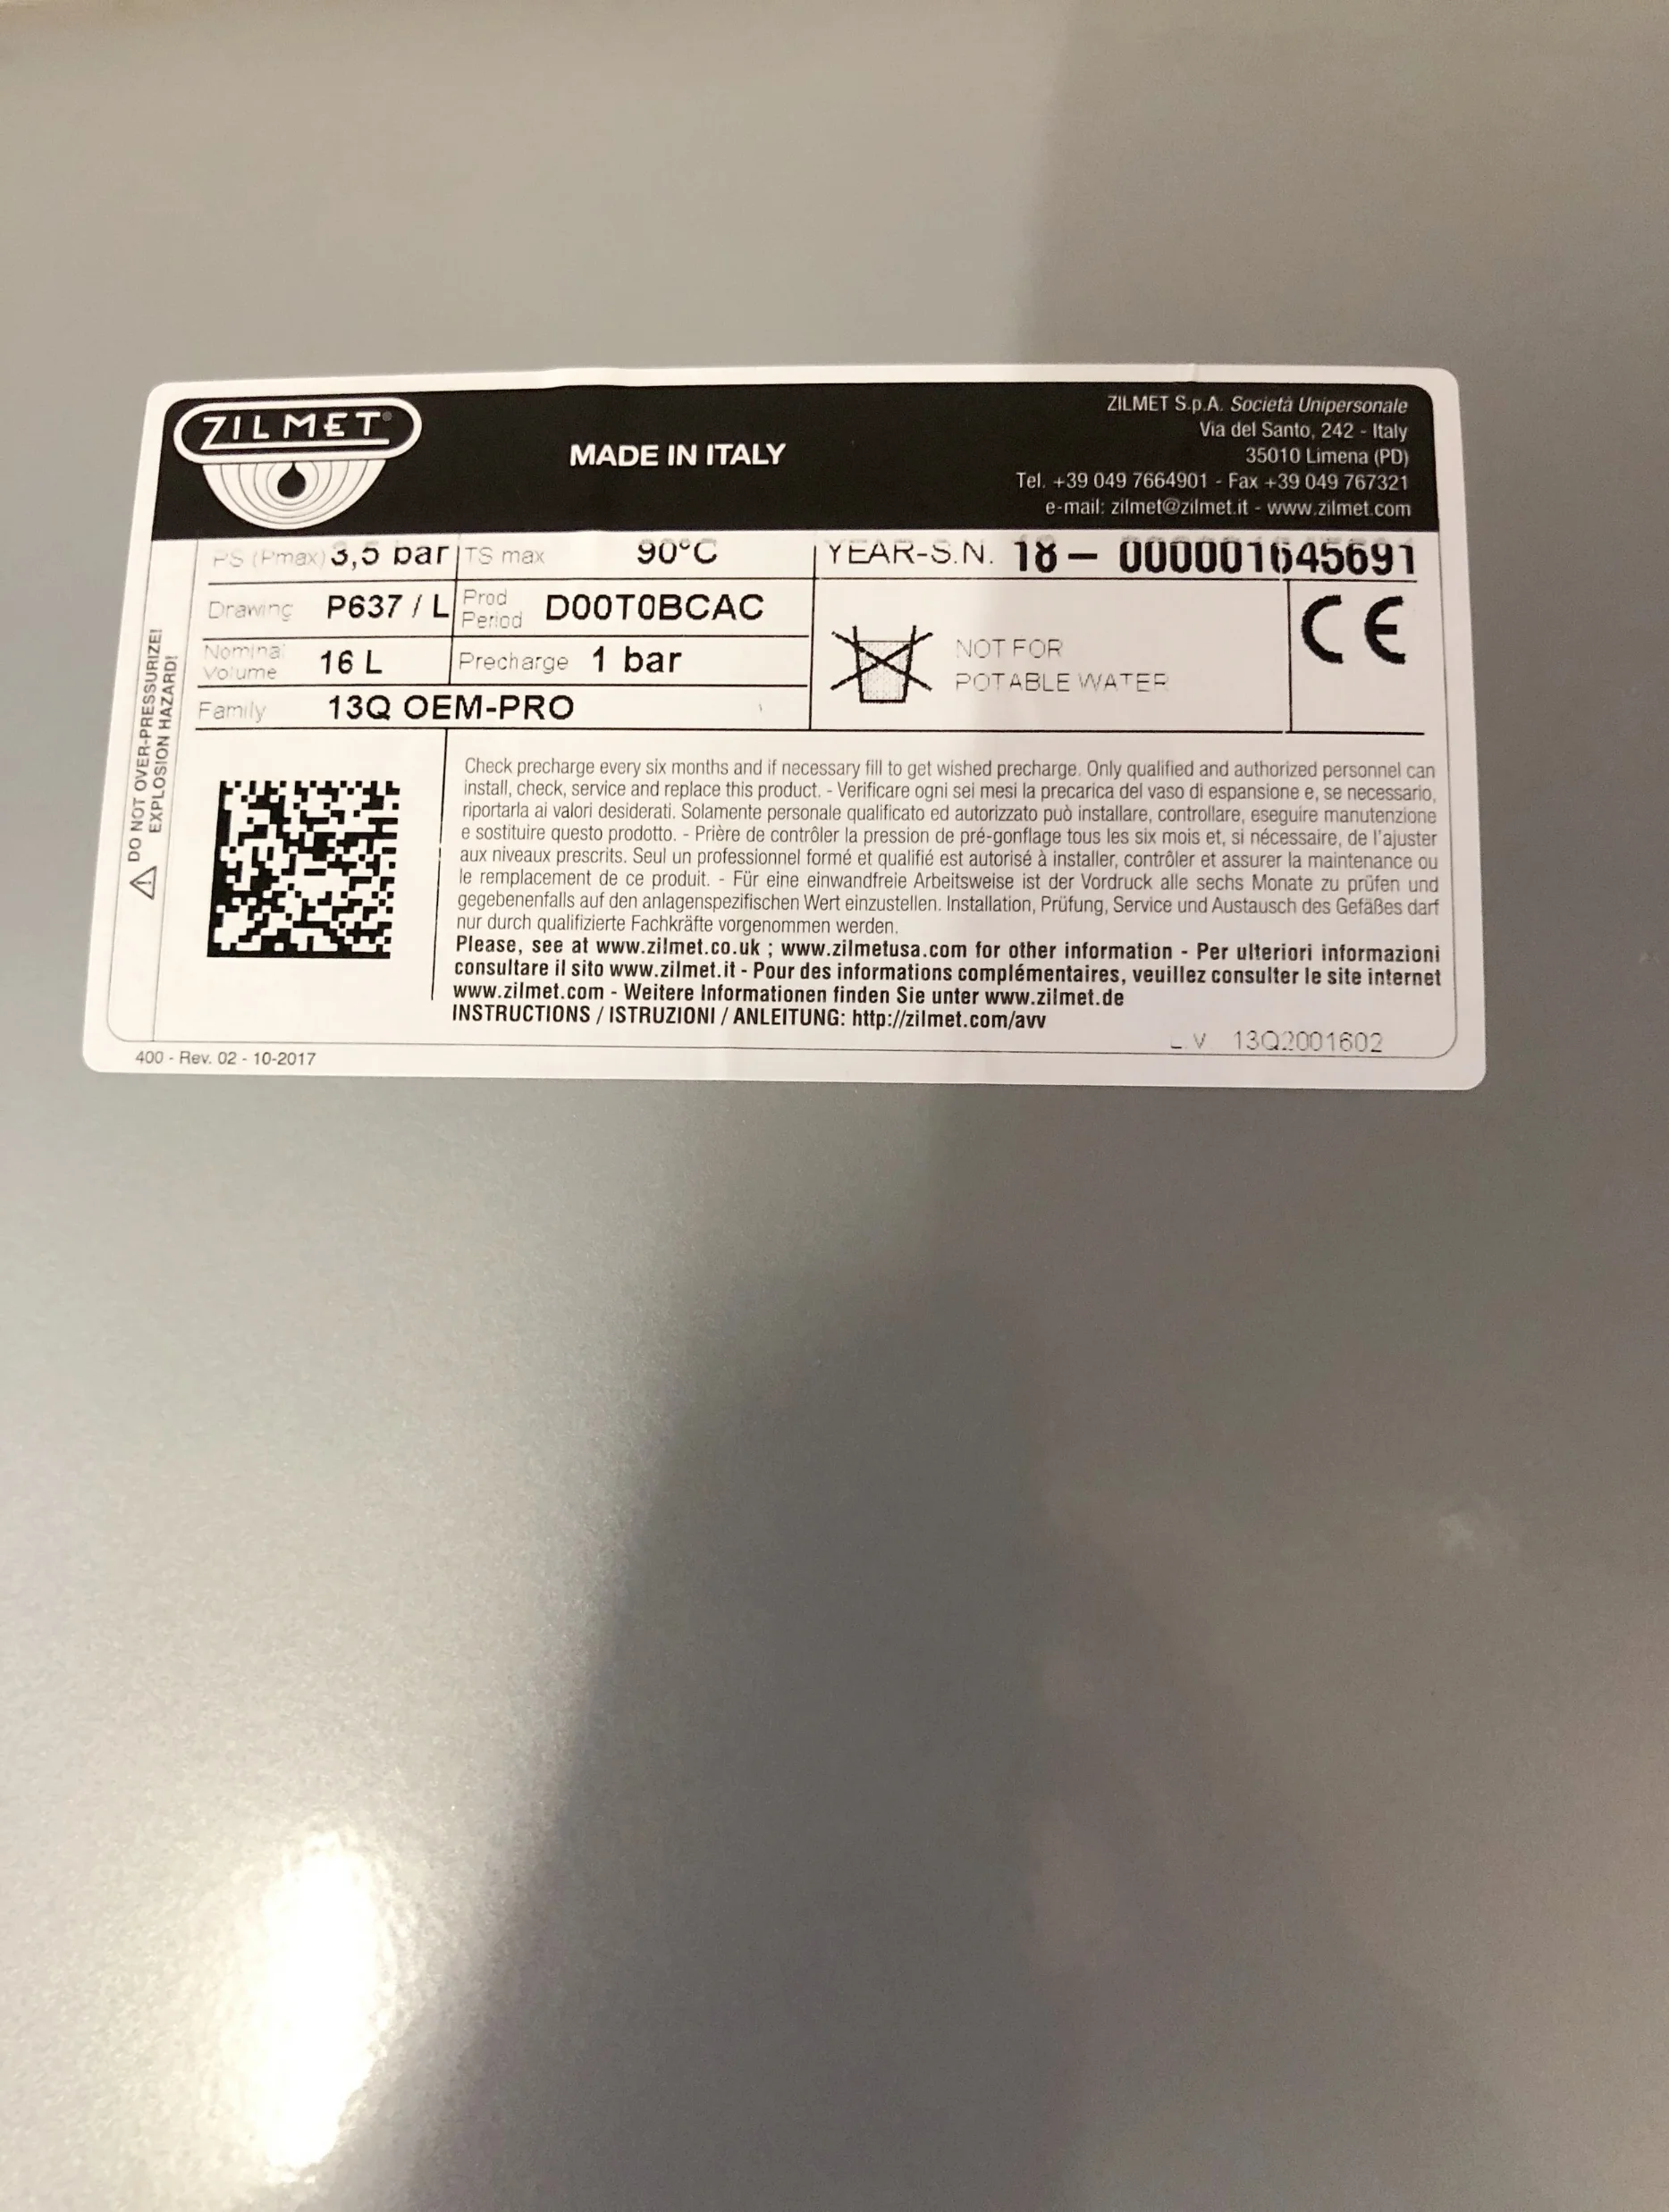 ZILMET®
MADE IN ITALY
ZILMET S.p.A. Società Unipersonale
Via del Santo, 242 - Italy
35010 Limena (PD)
Tel. +39 049 7664901 - Fax +39 049 767321
e-mail: zilmet@zilmet.it - www.zilmet.com
PS (Pmax) 3,5 bar TS max 90°C YEAR-S.N. 18 – 000001645691
Drawing P637 / L Prod Period D00T0BCAC
Nominal Volume 16 L Precharge 1 bar
Family 13Q OEM-PRO
NOT FOR
POTABLE WATER
CE
DO NOT OVER-PRESSURIZE!
EXPLOSION HAZARD!
Check precharge every six months and if necessary fill to get wished precharge. Only qualified and authorized personnel can
install, check, service and replace this product. - Verificare ogni sei mesi la precarica del vaso di espansione e, se necessario,
riportarla ai valori desiderati. Solamente personale qualificato ed autorizzato può installare, controllare, eseguire manutenzione
e sostituire questo prodotto. - Prière de contrôler la pression de pré-gonflage tous les six mois et, si nécessaire, de l'ajuster
aux niveaux prescrits. Seul un professionnel formé et qualifié est autorisé à installer, contrôler et assurer la maintenance ou
le remplacement de ce produit. - Für eine einwandfreie Arbeitsweise ist der Vordruck alle sechs Monate zu prüfen und
gegebenenfalls auf den anlagenspezifischen Wert einzustellen. Installation, Prüfung, Service und Austausch des Gefäßes darf
nur durch qualifizierte Fachkräfte vorgenommen werden.
Please, see at www.zilmet.co.uk ; www.zilmetusa.com for other information - Per ulteriori informazioni
consultare il sito www.zilmet.it - Pour des informations complémentaires, veuillez consulter le site internet
www.zilmet.com - Weitere Informationen finden Sie unter www.zilmet.de
INSTRUCTIONS / ISTRUZIONI / ANLEITUNG: http://zilmet.com/avv
13Q2001602
400 - Rev. 02 - 10-2017